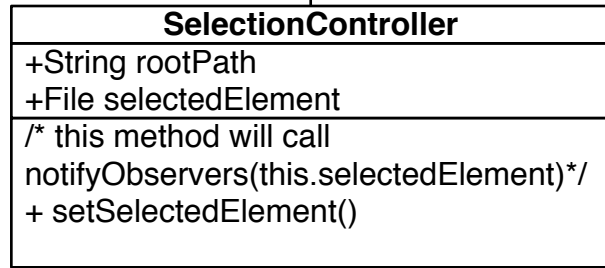 SelectionController
+String rootPath
+File selectedElement
/* this method will call
notifyObservers(this.selectedElement)*/
+ setSelectedElement()